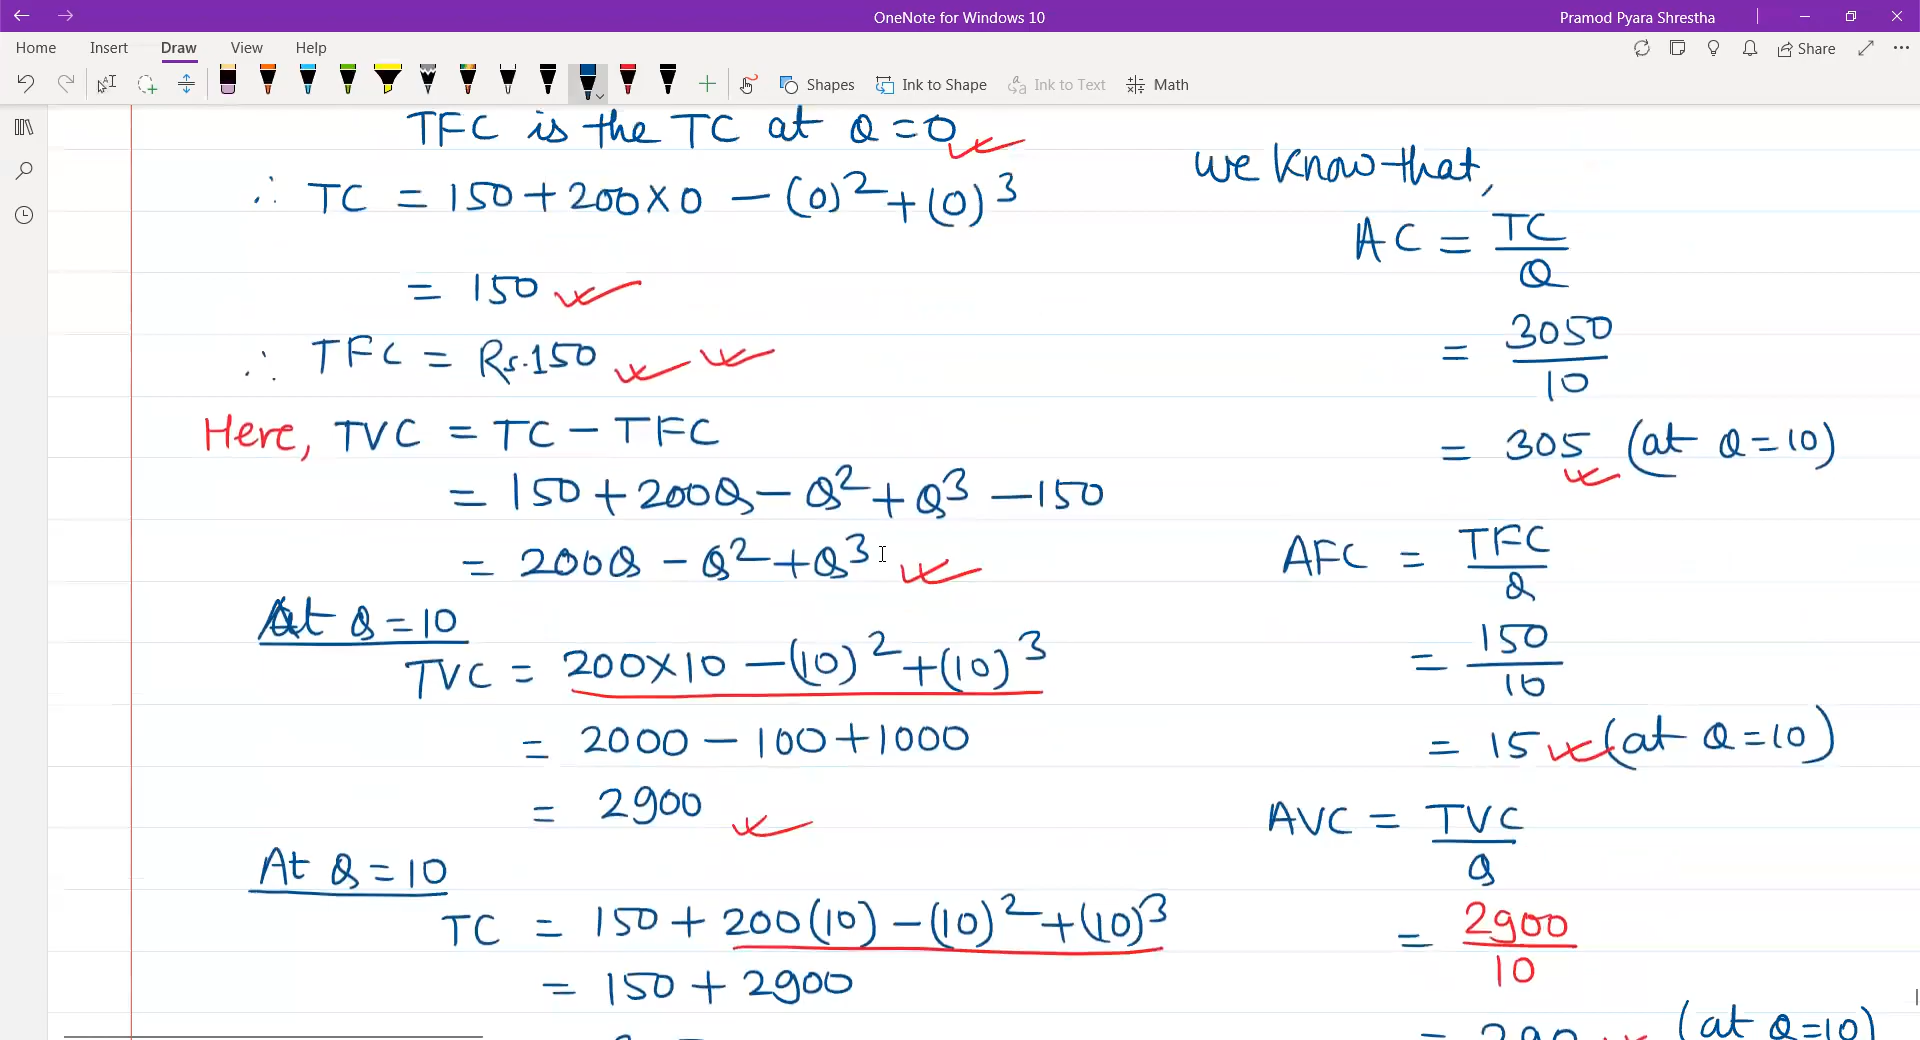 OneNote for Windows 10
Pramod Pyara Shrestha
Home Insert Draw View Help
Share
Shapes Ink to Shape Ink to Text Math
TFC is the TC at Q = 0
∴ TC = 150 + 200 × 0 - (0)² + (0)³
= 150
∴ TFC = Rs. 150
Here, TVC = TC - TFC
= 150 + 200Q - Q² + Q³ - 150
= 200Q - Q² + Q³
At Q = 10
TVC = 200 × 10 - (10)² + (10)³
= 2000 - 100 + 1000
= 2900
At Q = 10
TC = 150 + 200(10) - (10)² + (10)³
= 150 + 2900
we know that,
AC = TC
Q
= 3050
10
= 305 (at Q = 10)
AFC = TFC
Q
= 150
10
= 15 (at Q = 10)
AVC = TVC
Q
= 2900
10
= 290 (at Q = 10)